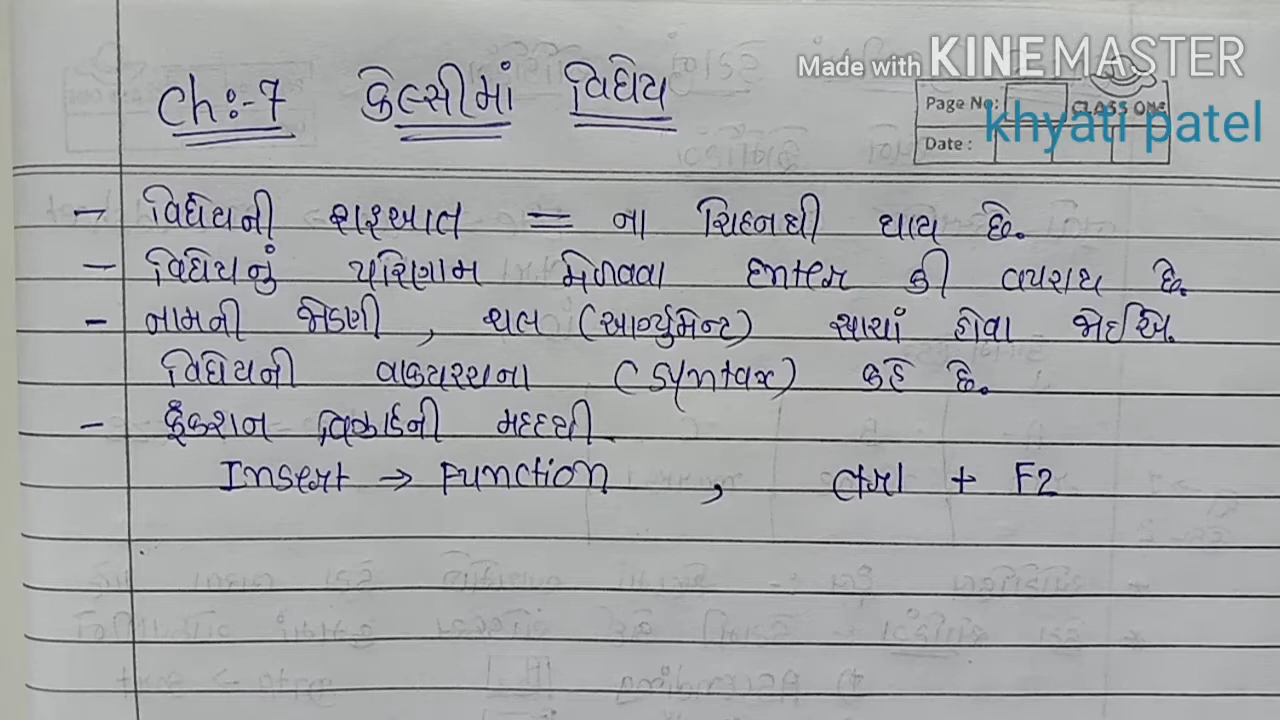 Made with KINEMASTER
Page No: CLASS ONE
khyati patel
Date :
Ch:-7 કેલ્સીમાં વિધેય
- વિધેયની શરૂઆત = ના ચિહ્નથી થાય છે.
- વિધેયનું પરિણામ મેળવવા Enter કી વપરાય છે.
- નામની જોડણી , ચલ (આર્ગ્યુમેન્ટ) સાચાં હોવા જોઈએ.
વિધેયની વાક્યરચના (Syntax) કહે છે.
- ફંકશન વિઝાર્ડની મદદથી
Insert → Function , Ctrl + F2